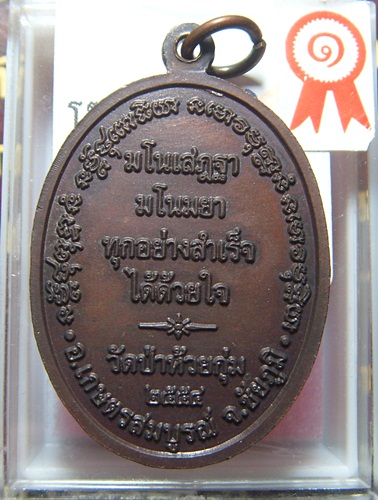 ๑
มโนเสฏฐา
มโนมยา
ทุกอย่างสำเร็จ
ได้ด้วยใจ
วัดป่าห้วยกุ่ม
๒๕๕๔
อ.เกษตรสมบูรณ์ จ.ชัยภูมิ